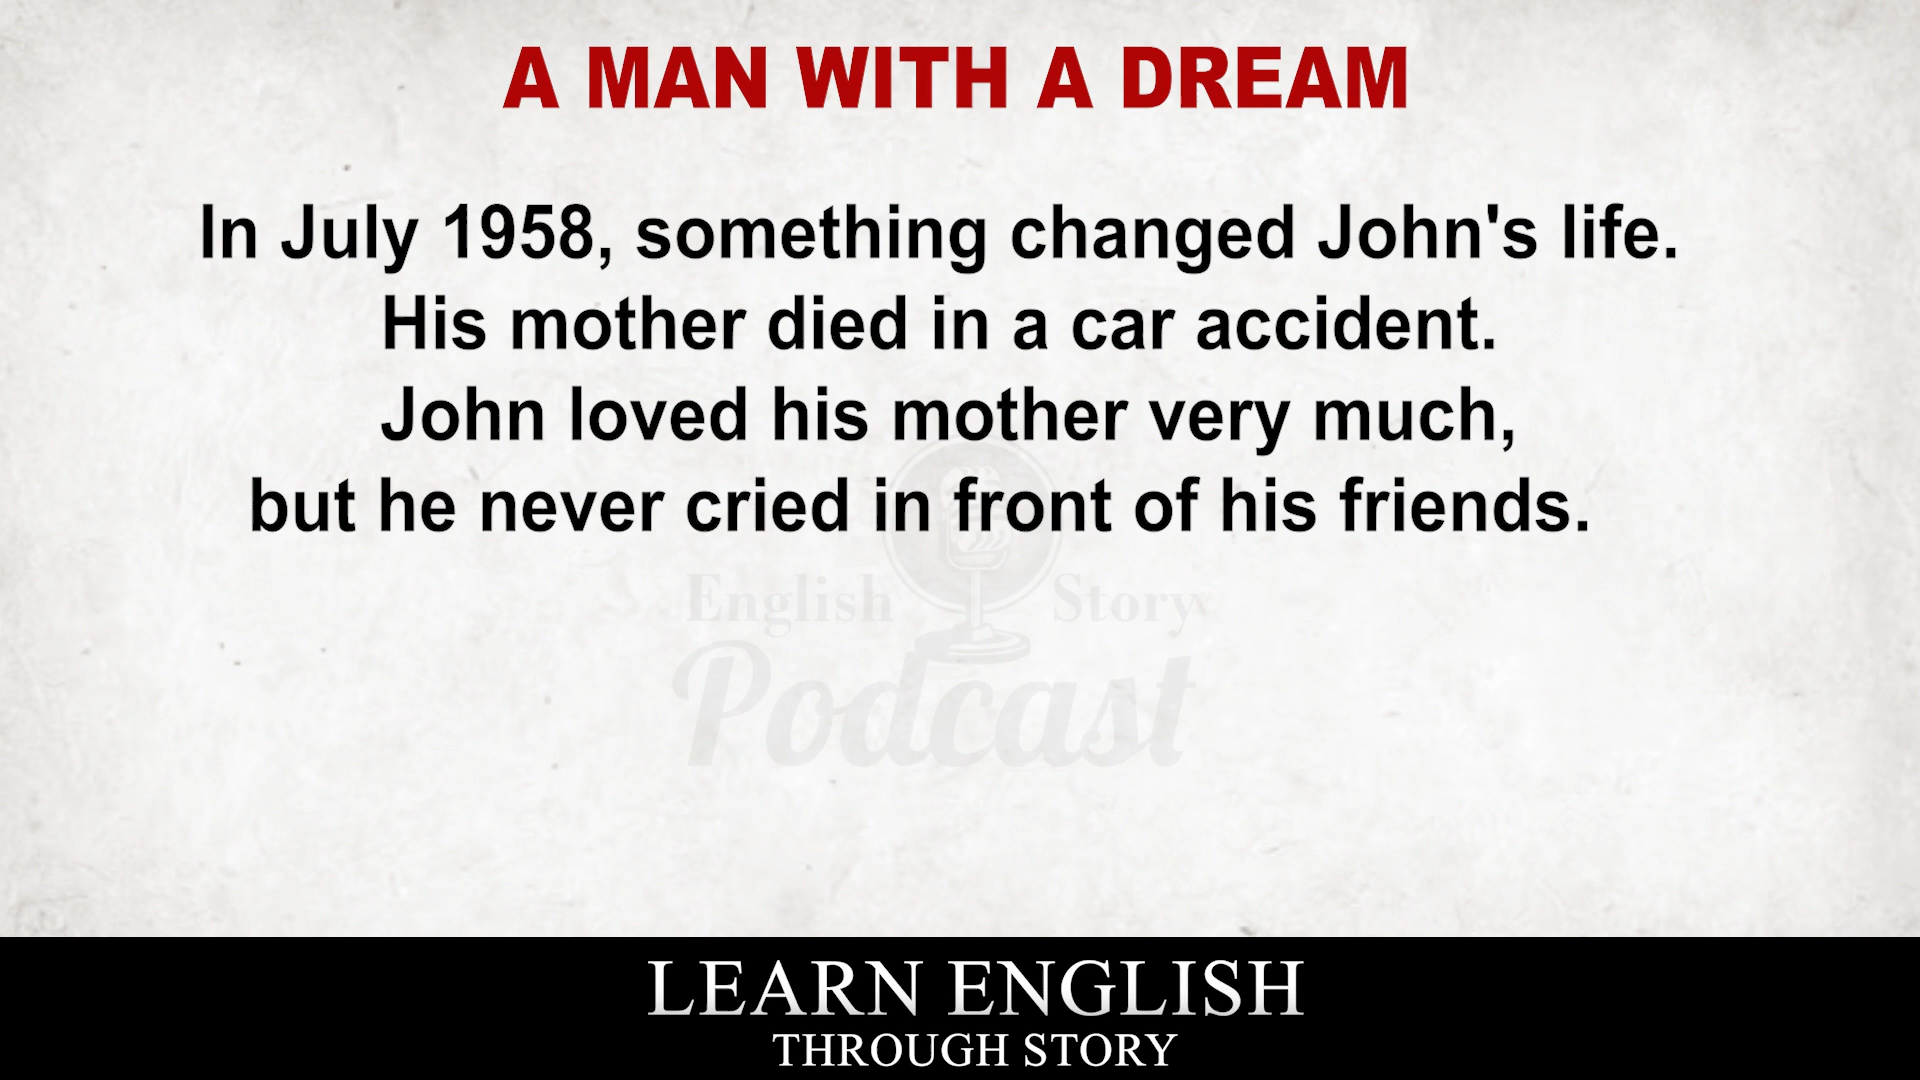 A MAN WITH A DREAM
In July 1958, something changed John's life.
His mother died in a car accident.
John loved his mother very much,
but he never cried in front of his friends.
English Story
Podcast
LEARN ENGLISH
THROUGH STORY